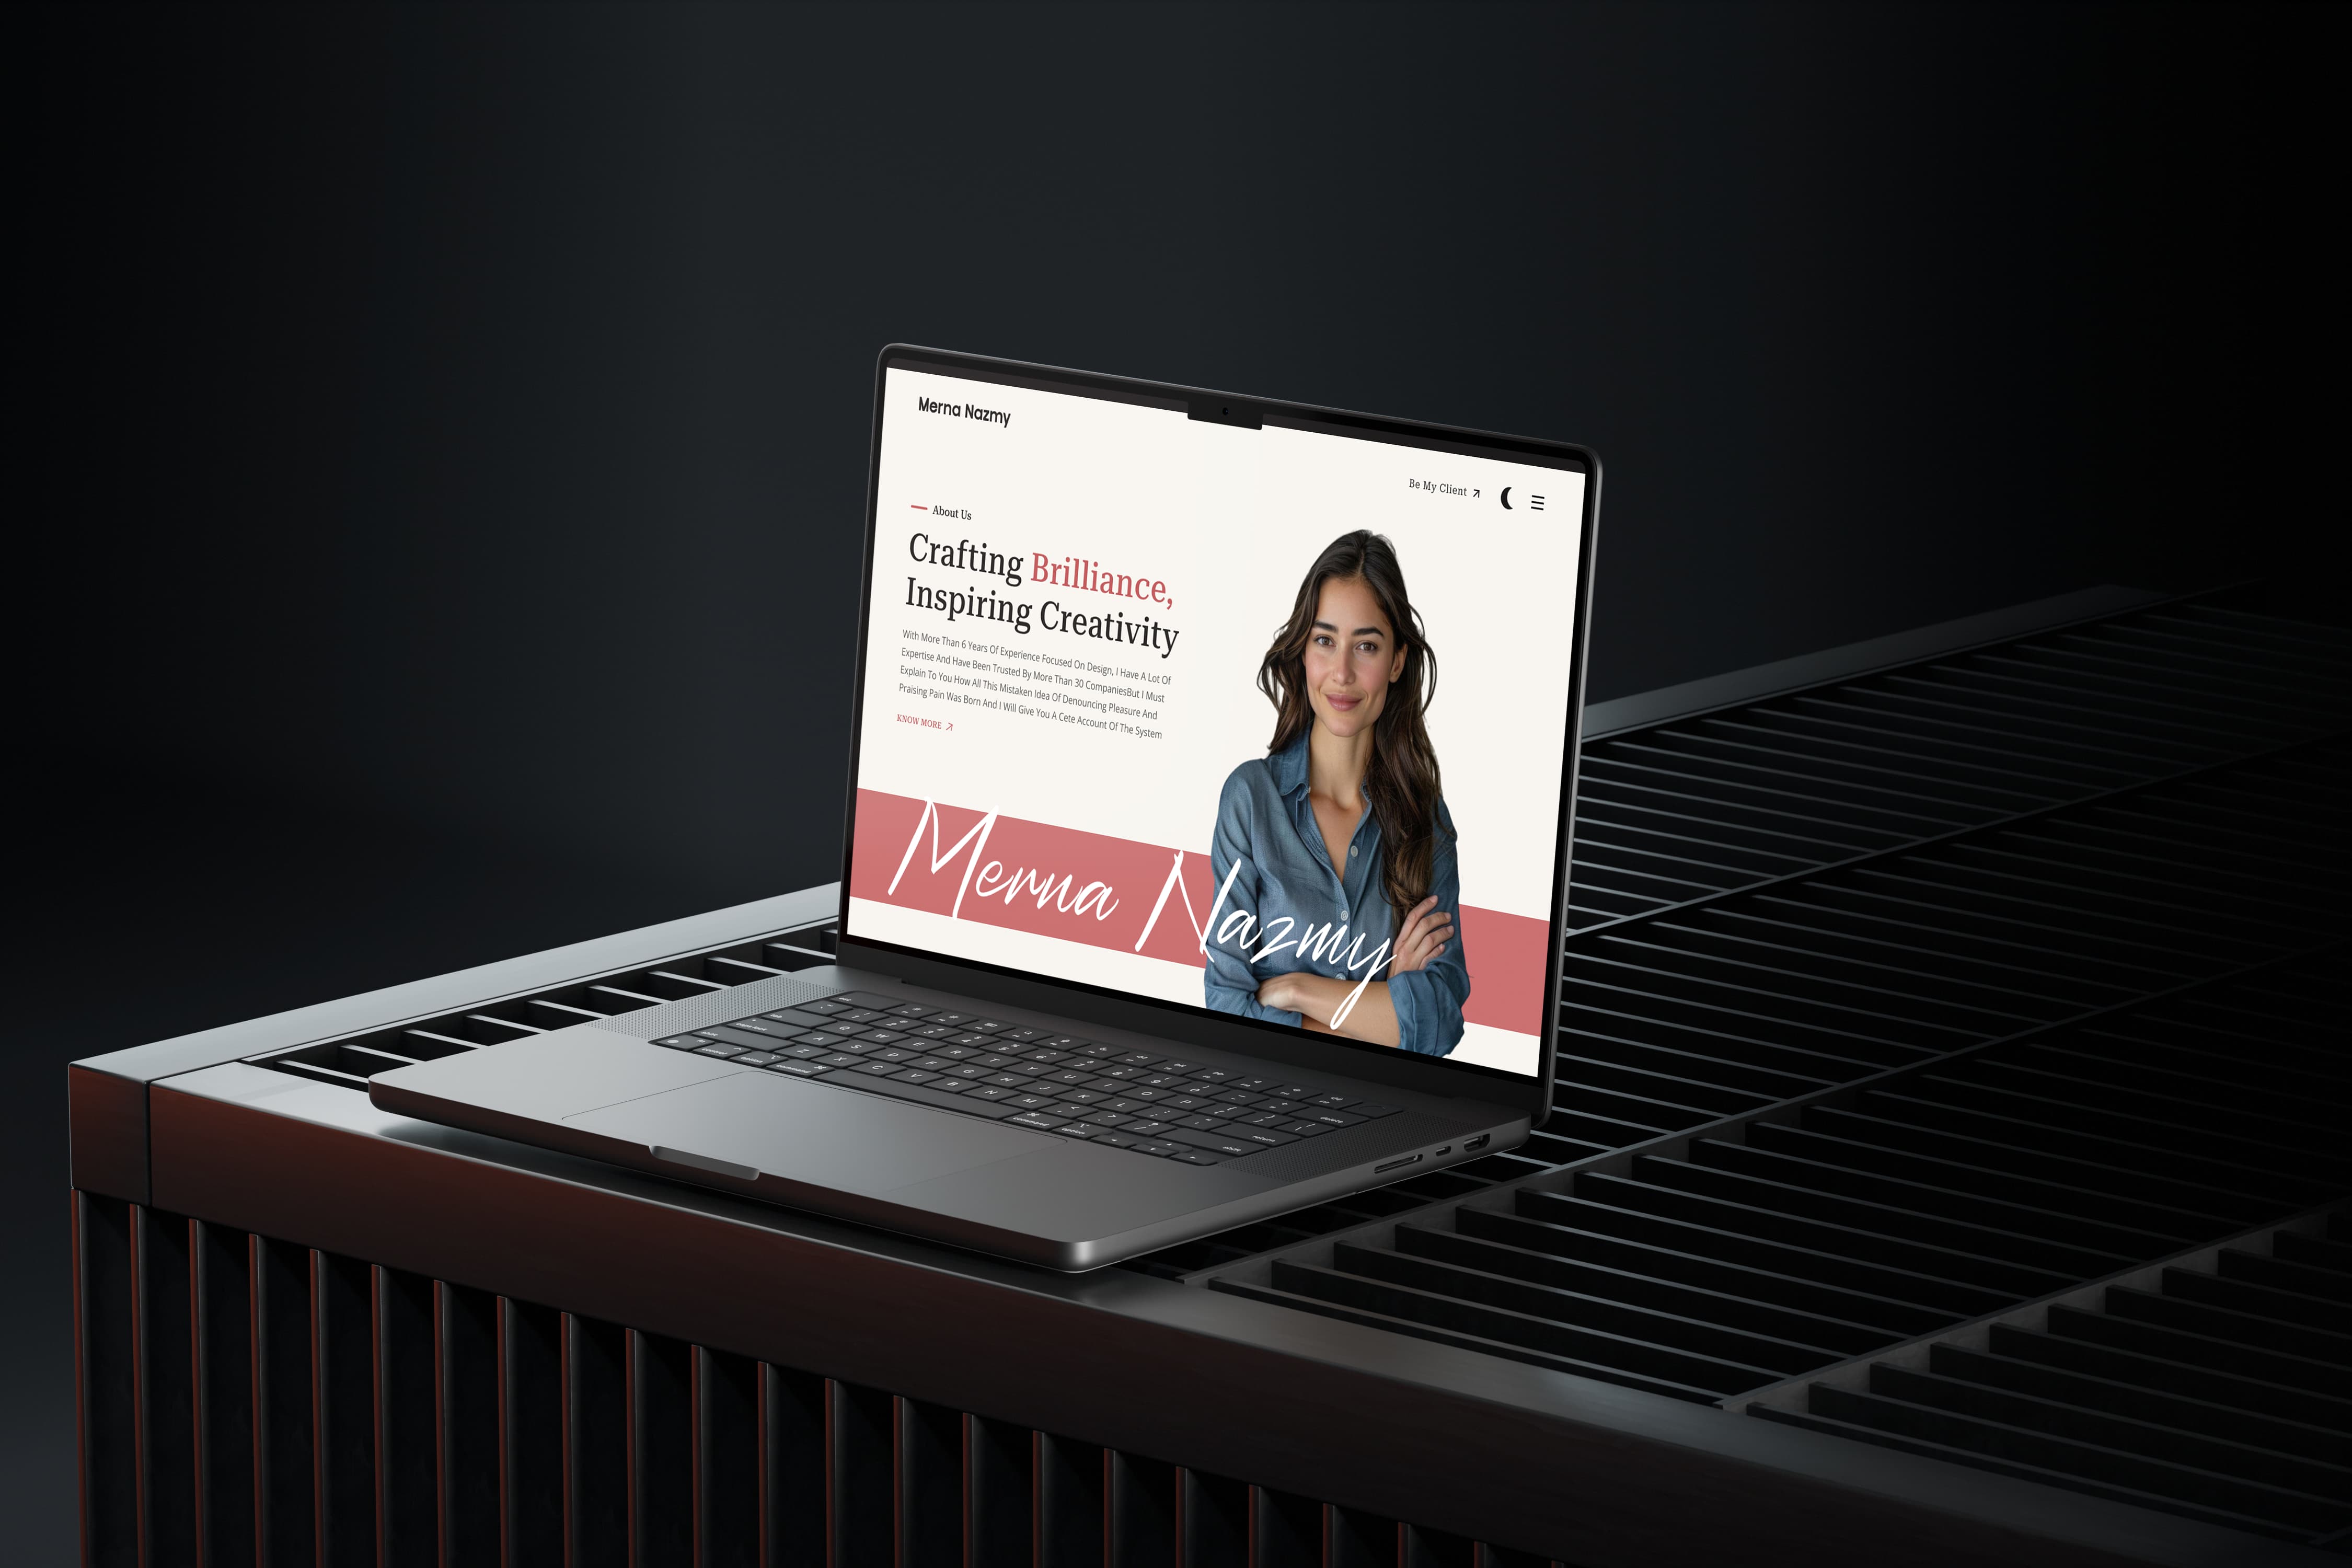 Merna Nazmy
Be My Client
About Us
Crafting Brilliance,
Inspiring Creativity
With More Than 6 Years Of Experience Focused On Design, I Have A Lot Of
Expertise And Have Been Trusted By More Than 30 CompaniesBut I Must
Explain To You How All This Mistaken Idea Of Denouncing Pleasure And
Praising Pain Was Born And I Will Give You A Cete Account Of The System
KNOW MORE
Merna Nazmy